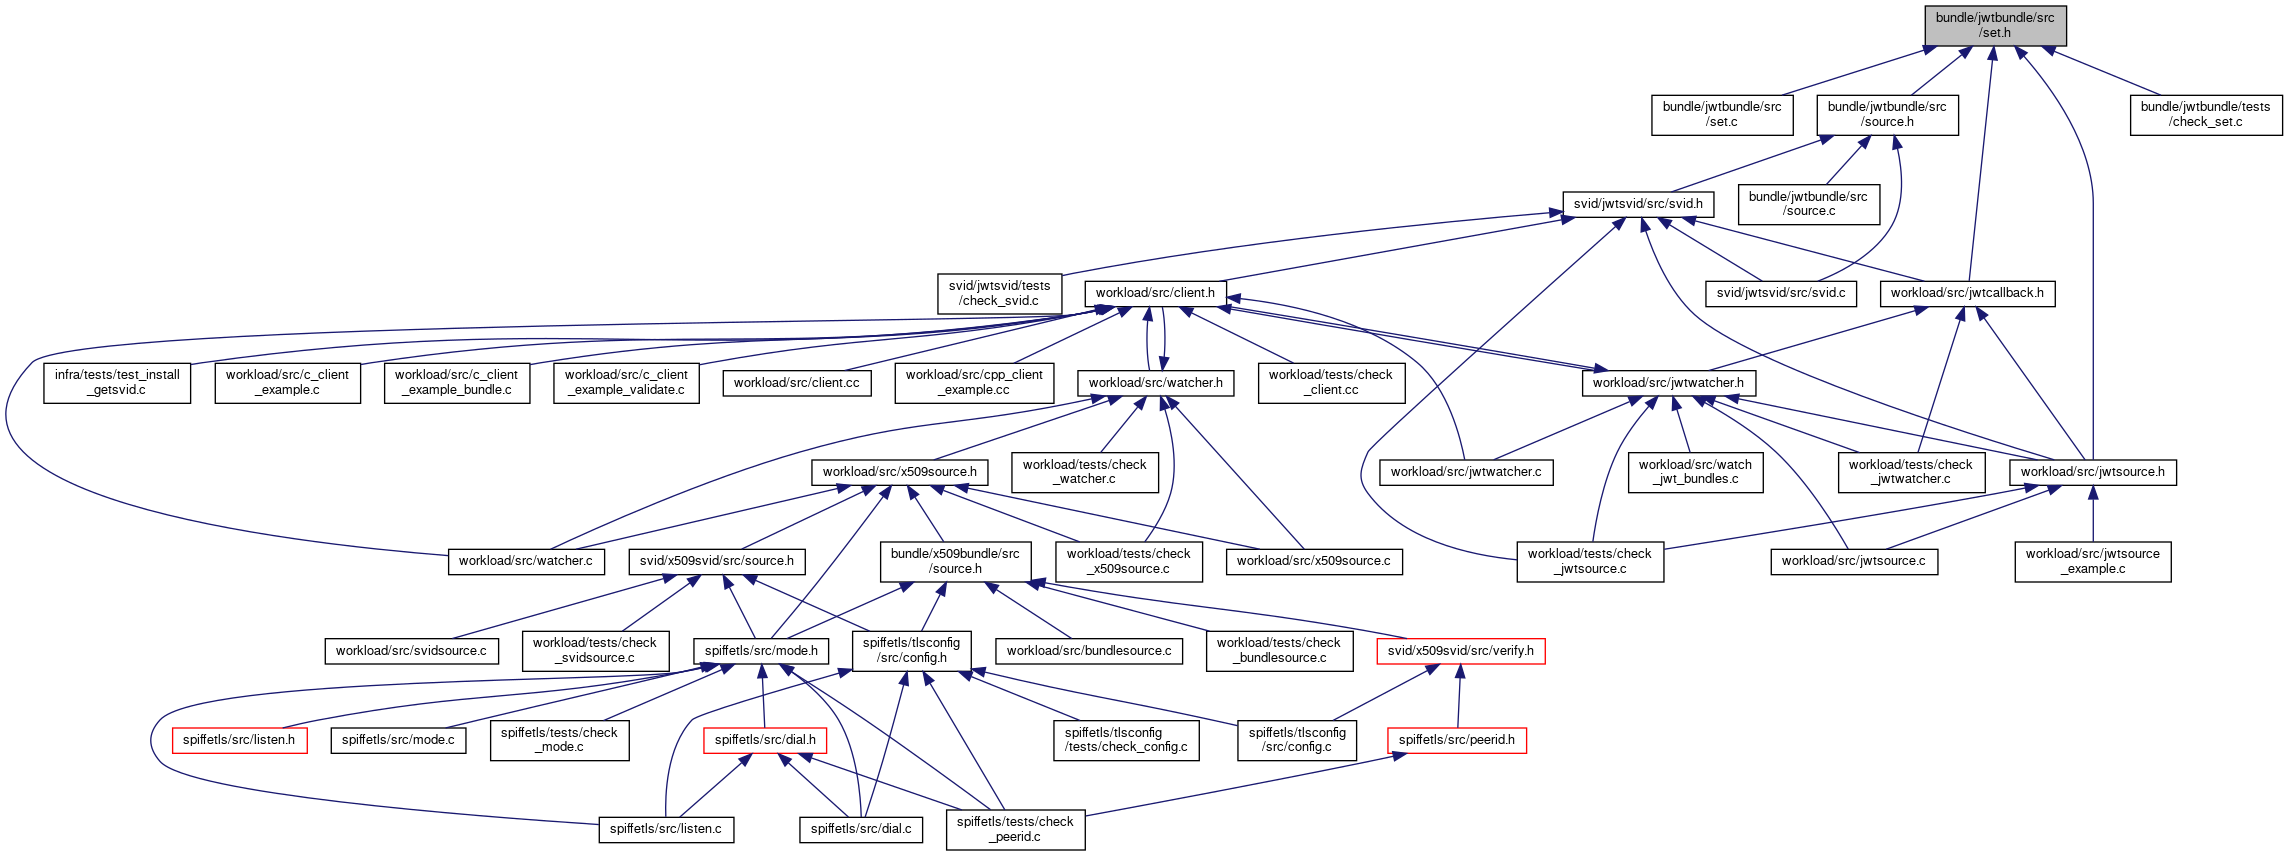 bundle/jwtbundle/src
/set.h
bundle/jwtbundle/src
/set.c
bundle/jwtbundle/src
/source.h
bundle/jwtbundle/tests
/check_set.c
svid/jwtsvid/src/svid.h
bundle/jwtbundle/src
/source.c
svid/jwtsvid/tests
/check_svid.c
workload/src/client.h
svid/jwtsvid/src/svid.c
workload/src/jwtcallback.h
infra/tests/test_install
_getsvid.c
workload/src/c_client
_example.c
workload/src/c_client
_example_bundle.c
workload/src/c_client
_example_validate.c
workload/src/client.cc
workload/src/cpp_client
_example.cc
workload/src/watcher.h
workload/tests/check
_client.cc
workload/src/jwtwatcher.h
workload/src/x509source.h
workload/tests/check
_watcher.c
workload/src/jwtwatcher.c
workload/src/watch
_jwt_bundles.c
workload/tests/check
_jwtwatcher.c
workload/src/jwtsource.h
workload/src/watcher.c
svid/x509svid/src/source.h
bundle/x509bundle/src
/source.h
workload/tests/check
_x509source.c
workload/src/x509source.c
workload/tests/check
_jwtsource.c
workload/src/jwtsource.c
workload/src/jwtsource
_example.c
workload/src/svidsource.c
workload/tests/check
_svidsource.c
spiffetls/src/mode.h
spiffetls/tlsconfig
/src/config.h
workload/src/bundlesource.c
workload/tests/check
_bundlesource.c
svid/x509svid/src/verify.h
spiffetls/src/listen.h
spiffetls/src/mode.c
spiffetls/tests/check
_mode.c
spiffetls/src/dial.h
spiffetls/tlsconfig
/tests/check_config.c
spiffetls/tlsconfig
/src/config.c
spiffetls/src/peerid.h
spiffetls/src/listen.c
spiffetls/src/dial.c
spiffetls/tests/check
_peerid.c